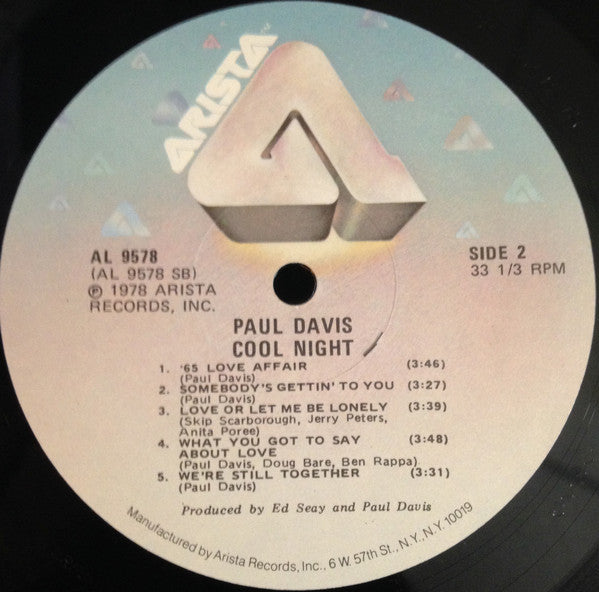 ARISTA
AL 9578
(AL 9578 SB)
℗ 1978 ARISTA
RECORDS, INC.
SIDE 2
33 1/3 RPM
PAUL DAVIS
COOL NIGHT
1. '65 LOVE AFFAIR (3:46)
(Paul Davis)
2. SOMEBODY'S GETTIN' TO YOU (3:27)
(Paul Davis)
3. LOVE OR LET ME BE LONELY (3:39)
(Skip Scarborough, Jerry Peters,
Anita Poree)
4. WHAT YOU GOT TO SAY (3:48)
ABOUT LOVE
(Paul Davis, Doug Bare, Ben Rappa)
5. WE'RE STILL TOGETHER (3:31)
(Paul Davis)
Produced by Ed Seay and Paul Davis
Manufactured by Arista Records, Inc., 6 W. 57th St., N.Y., N.Y. 10019